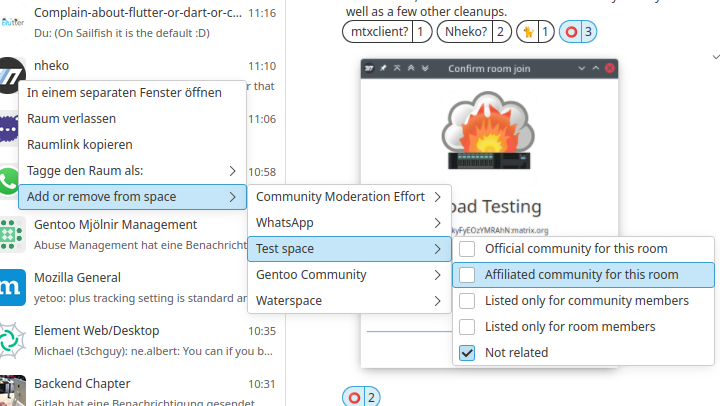 Complain-about-flutter-or-dart-or-c... 11:16
Du: (On Sailfish it is the default :D)
nheko 11:10
r that
In einem separaten Fenster öffnen
Raum verlassen 11:06
Raumlink kopieren
Tagge den Raum als: 10:58
Add or remove from space
Gentoo Mjölnir Management
Abuse Management hat eine Benachricht
Mozilla General
yetoo: plus tracking setting is standard ar
Element Web/Desktop 10:35
Michael (t3chguy): ne.albert: You can if you b...
Backend Chapter 10:31
Gitlab hat eine Benachrichtigung gesendet
Community Moderation Effort
WhatsApp
Test space
Gentoo Community
Waterspace
well as a few other cleanups.
mtxclient? 1 Nheko? 2 🐈 1 ⭕ 3
Confirm room join
oad Testing
kyFyEOzYMRAhN:matrix.org
Official community for this room
Affiliated community for this room
Listed only for community members
Listed only for room members
Not related
⭕ 2